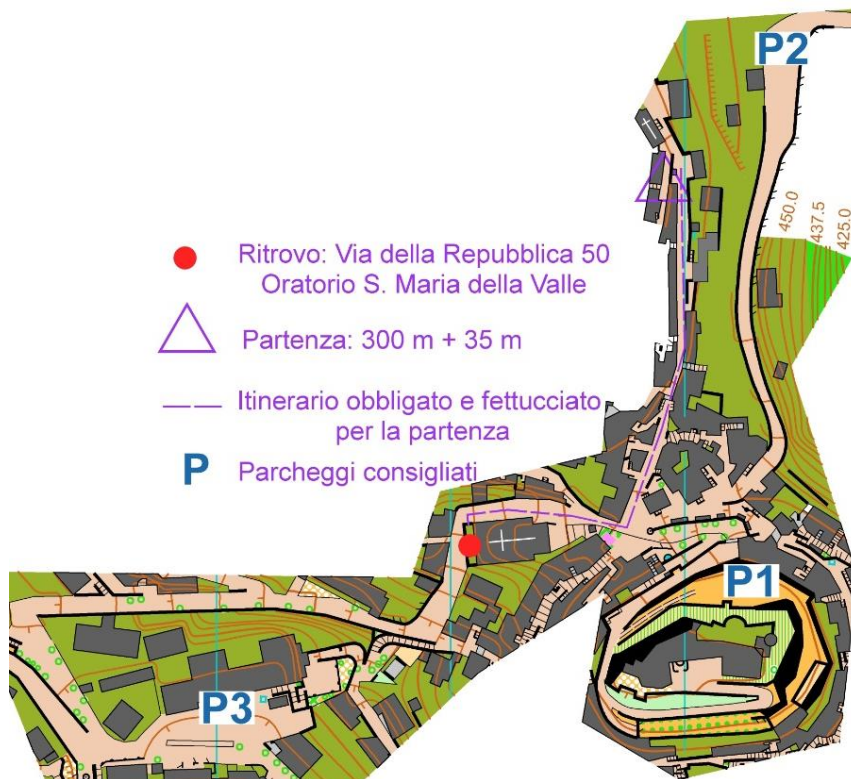 P2
450.0
437.5
425.0
Ritrovo: Via della Repubblica 50
Oratorio S. Maria della Valle
Partenza: 300 m + 35 m
Itinerario obbligato e fettucciato
per la partenza
P Parcheggi consigliati
P1
P3